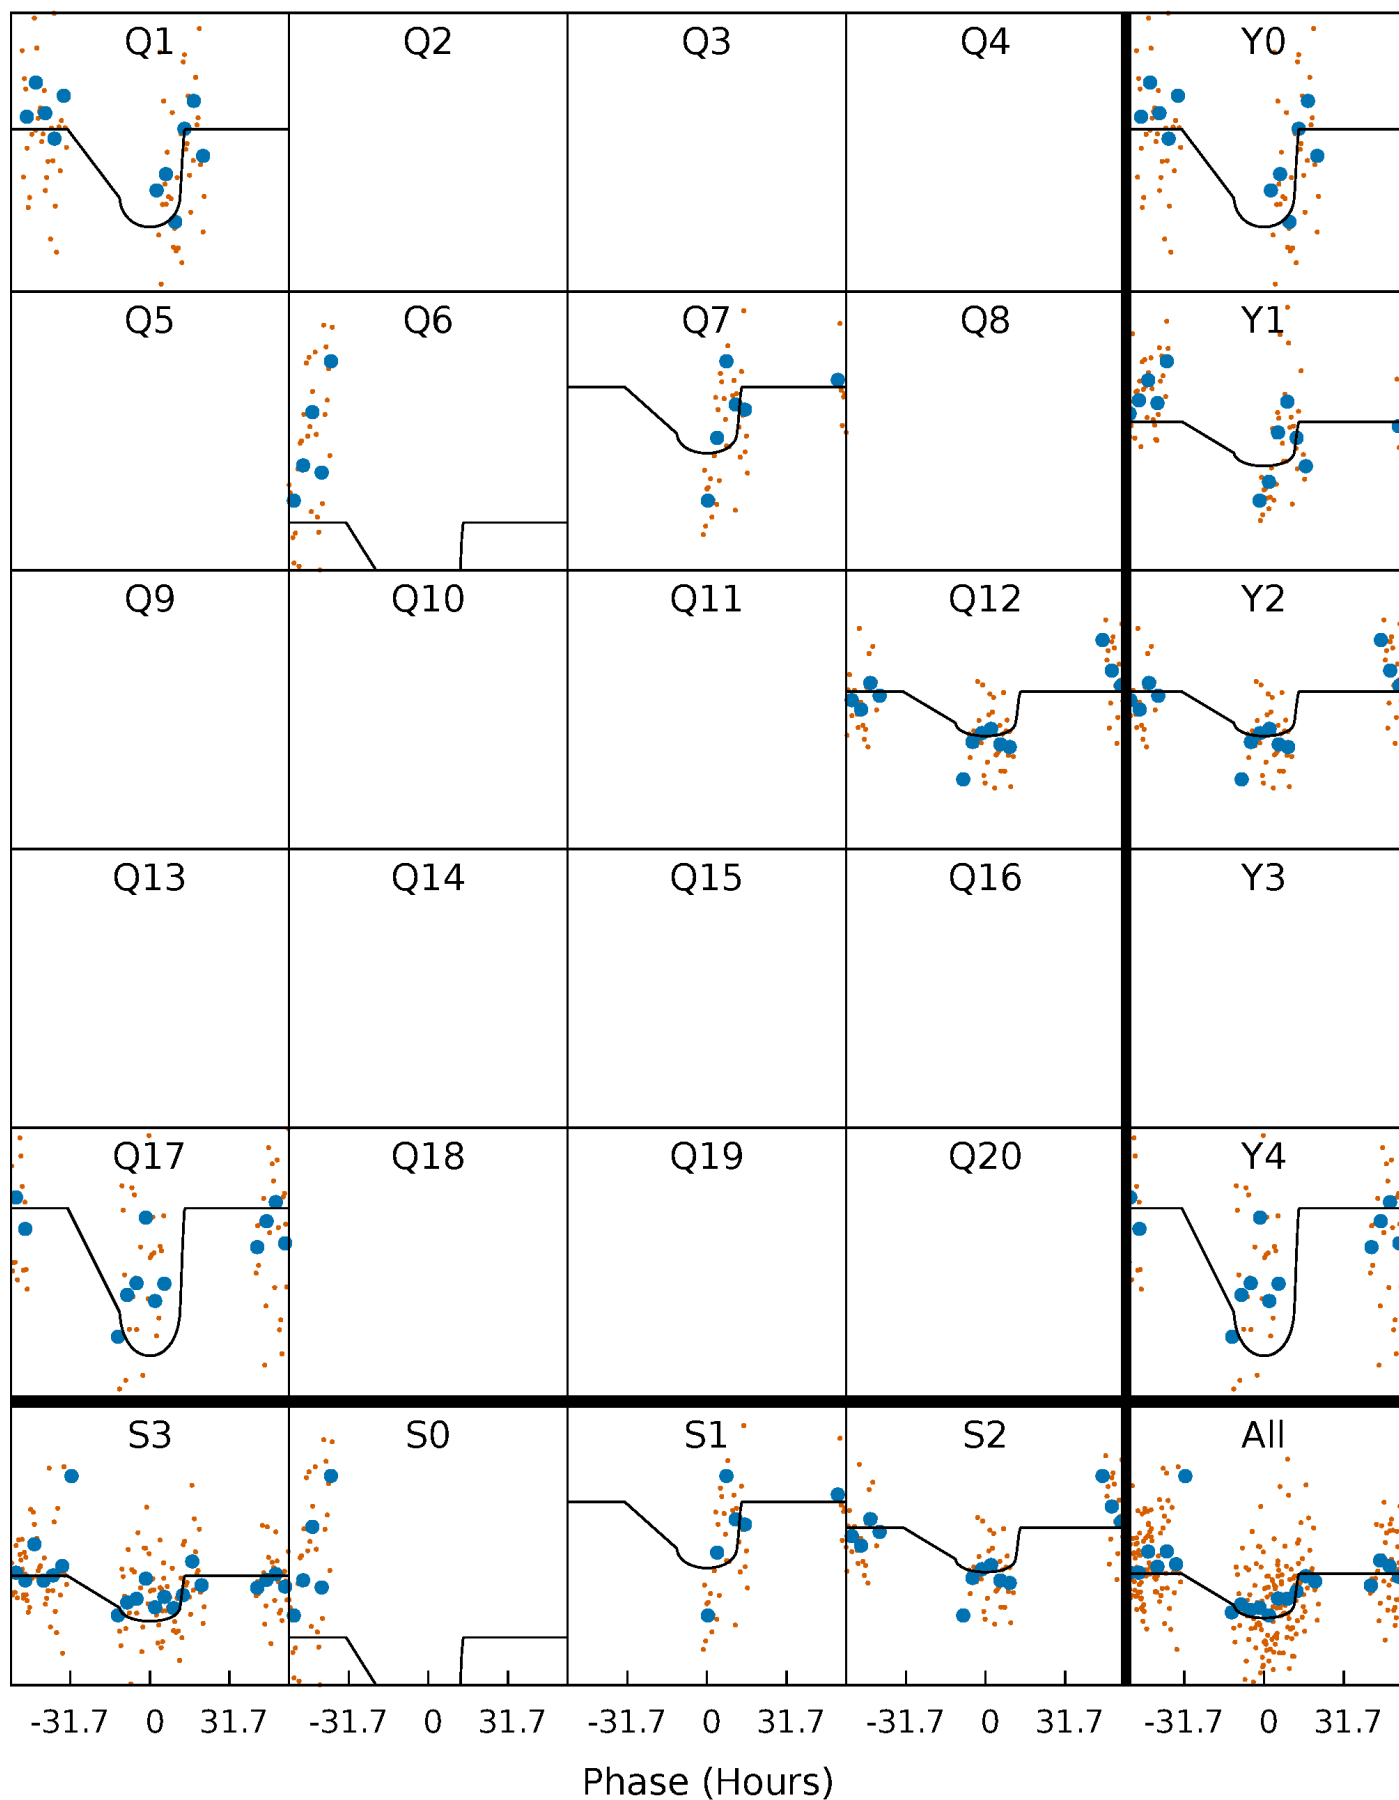 Q1 Q2 Q3 Q4 Y0
Q5 Q6 Q7 Q8 Y1
Q9 Q10 Q11 Q12 Y2
Q13 Q14 Q15 Q16 Y3
Q17 Q18 Q19 Q20 Y4
S3 S0 S1 S2 All
-31.7 0 31.7 -31.7 0 31.7 -31.7 0 31.7 -31.7 0 31.7 -31.7 0 31.7
Phase (Hours)